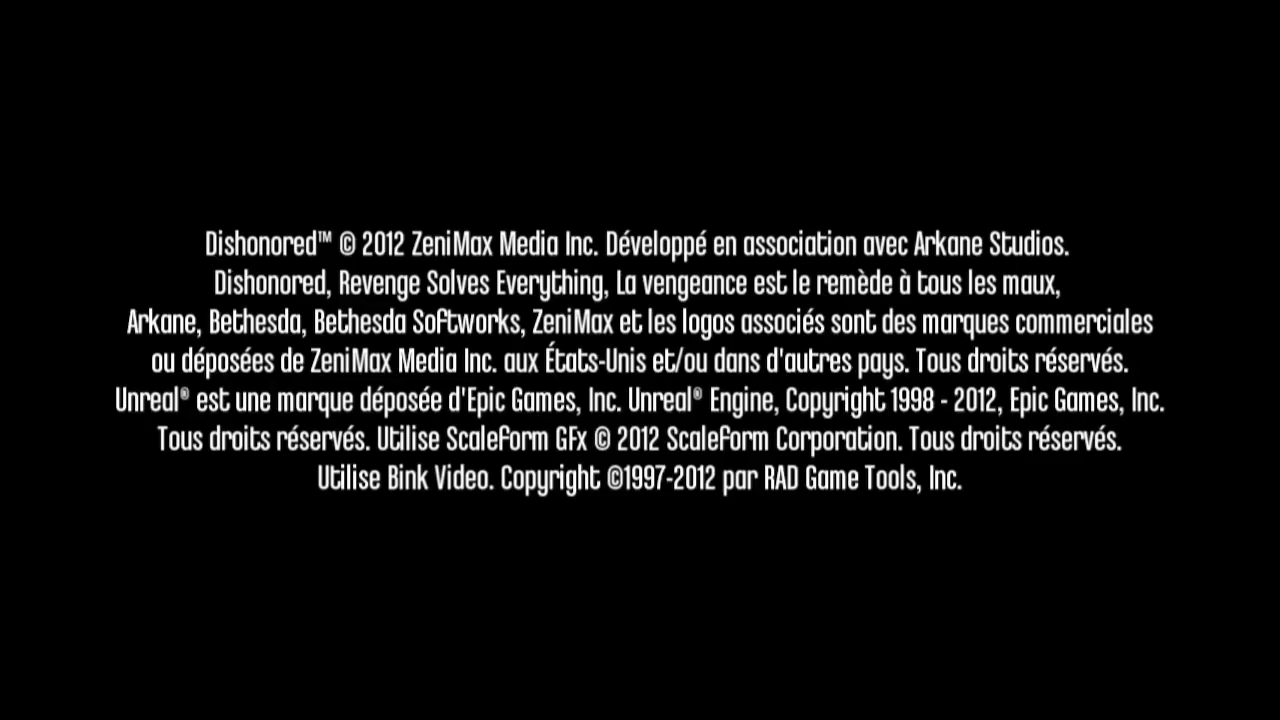 Dishonored™ © 2012 ZeniMax Media Inc. Développé en association avec Arkane Studios.
Dishonored, Revenge Solves Everything, La vengeance est le remède à tous les maux,
Arkane, Bethesda, Bethesda Softworks, ZeniMax et les logos associés sont des marques commerciales
ou déposées de ZeniMax Media Inc. aux États-Unis et/ou dans d'autres pays. Tous droits réservés.
Unreal® est une marque déposée d'Epic Games, Inc. Unreal® Engine, Copyright 1998 - 2012, Epic Games, Inc.
Tous droits réservés. Utilise Scaleform GFx © 2012 Scaleform Corporation. Tous droits réservés.
Utilise Bink Video. Copyright ©1997-2012 par RAD Game Tools, Inc.